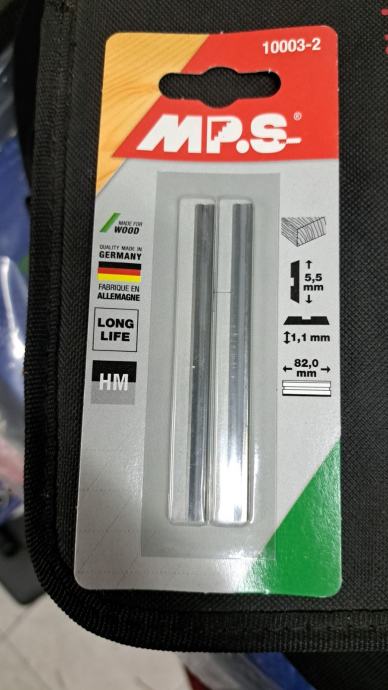 10003-2
MP.S®
MADE FOR
WOOD
QUALITY MADE IN
GERMANY
FABRIQUE EN
ALLEMAGNE
LONG
LIFE
HM
5,5
mm
1,1 mm
82,0
mm